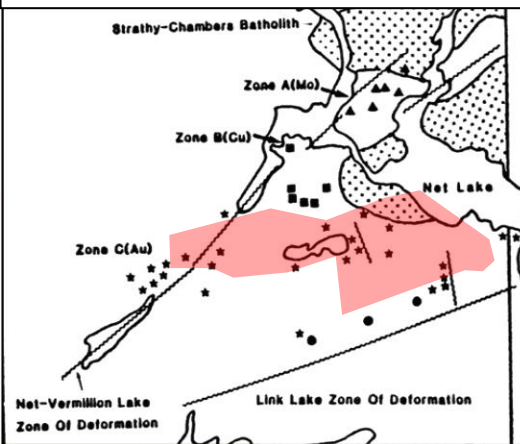 Strathy-Chambers Batholith
Zone A(Mo)
Zone B(Cu)
Net Lake
Zone C(Au)
Net-Vermilion Lake
Zone Of Deformation
Link Lake Zone Of Deformation